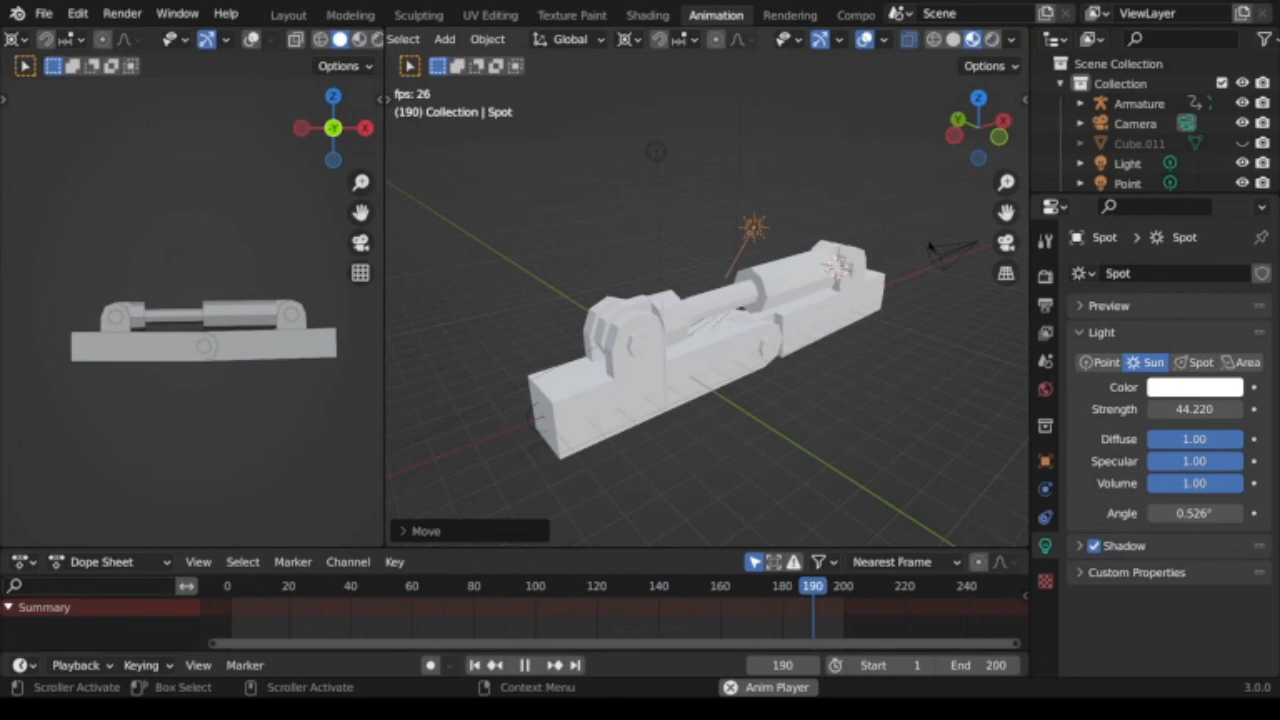 File Edit Render Window Help Layout Modeling Sculpting UV Editing Texture Paint Shading Animation Rendering Compo Scene ViewLayer
Select Add Object Global
Options Options
fps: 26
(190) Collection | Spot
Z
Y X
Z
Y X
Scene Collection
Collection
Armature
Camera
Cube.011
Light
Point
Spot > Spot
Spot
Preview
Light
Point Sun Spot Area
Color
Strength 44.220
Diffuse 1.00
Specular 1.00
Volume 1.00
Angle 0.526°
Shadow
Custom Properties
Move
Dope Sheet View Select Marker Channel Key Nearest Frame
0 20 40 60 80 100 120 140 160 180 190 200 220 240
Summary
Playback Keying View Marker 190 Start 1 End 200
Scroller Activate Box Select Scroller Activate Context Menu Anim Player 3.0.0